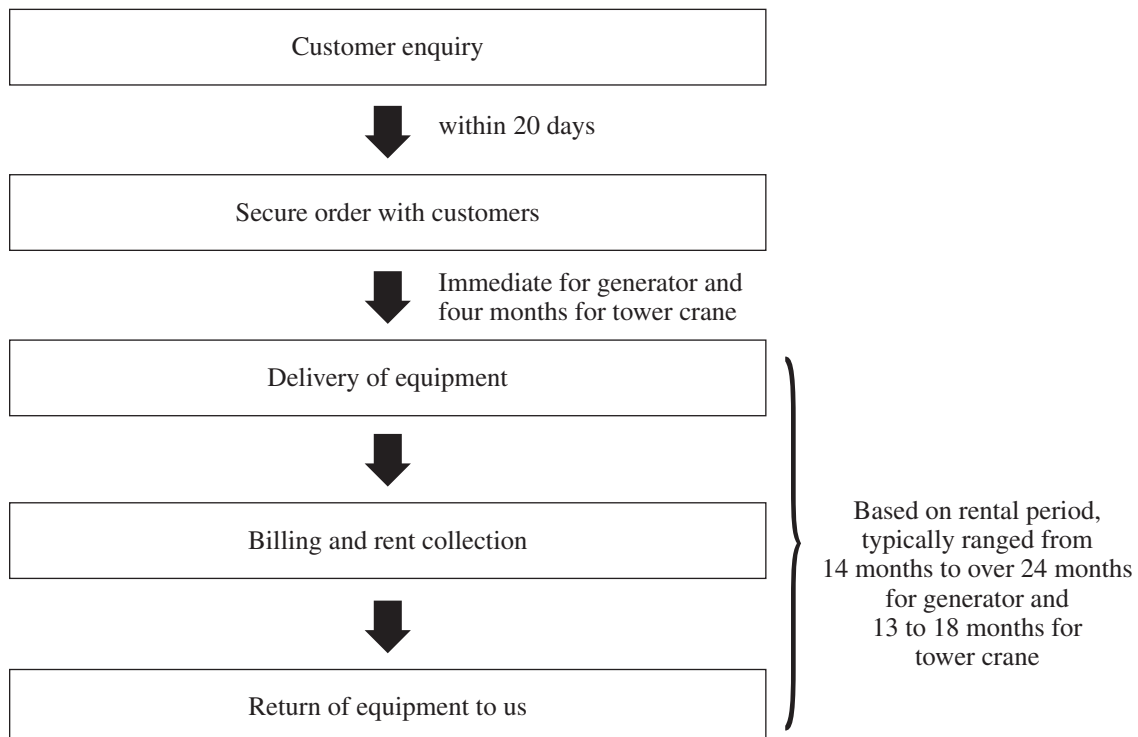 Customer enquiry
within 20 days
Secure order with customers
Immediate for generator and
four months for tower crane
Delivery of equipment
Billing and rent collection
Return of equipment to us
Based on rental period,
typically ranged from
14 months to over 24 months
for generator and
13 to 18 months for
tower crane